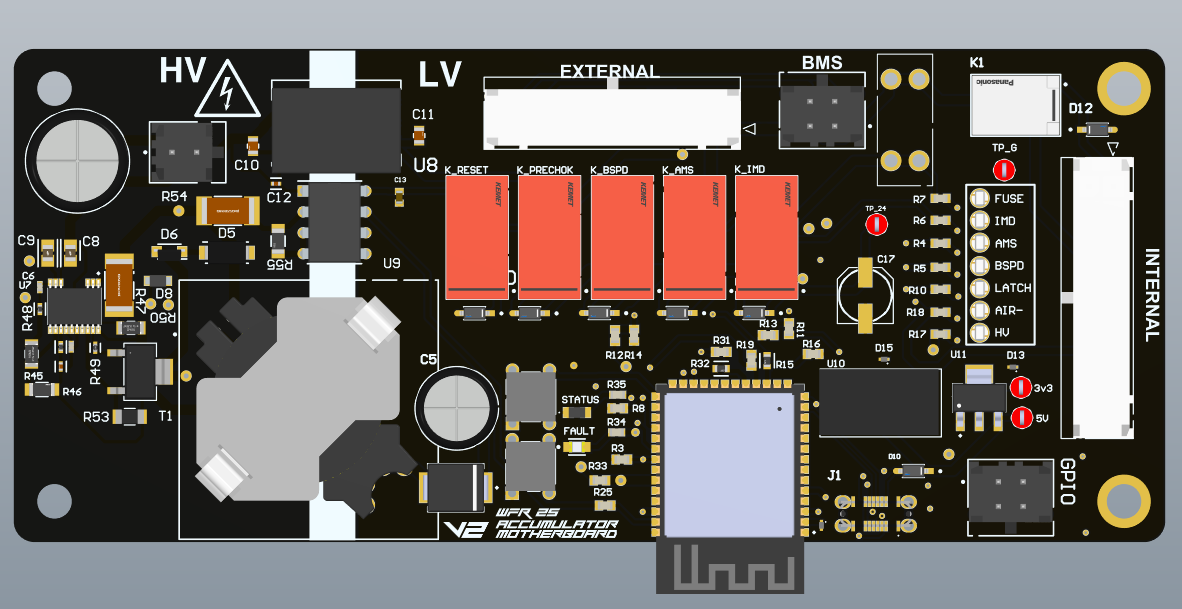 HV
LV
EXTERNAL
BMS
K1
Panasonic
D12
C11
C10
U8
C13
C12
R54
K_RESET
K_PRECHOK
K_BSPD
K_AMS
K_IMD
KEMET
KEMET
KEMET
KEMET
KEMET
TP_G
TP_24
R7
FUSE
R6
IMD
R4
AMS
R5
BSPD
R10
LATCH
R18
AIR-
R17
HV
INTERNAL
C9
C8
D6
D5
R55
U9
C17
C6
R48
R47
D8
R50
R45
R46
R49
R53
T1
C5
R12
R14
R13
R11
R31
R19
R16
R32
R15
U10
D15
U11
D13
3v3
5V
STATUS
FAULT
R35
R8
R34
R3
R33
R25
D10
J1
GPIO
V2
WFR 25
ACCUMULATOR
MOTHERBOARD